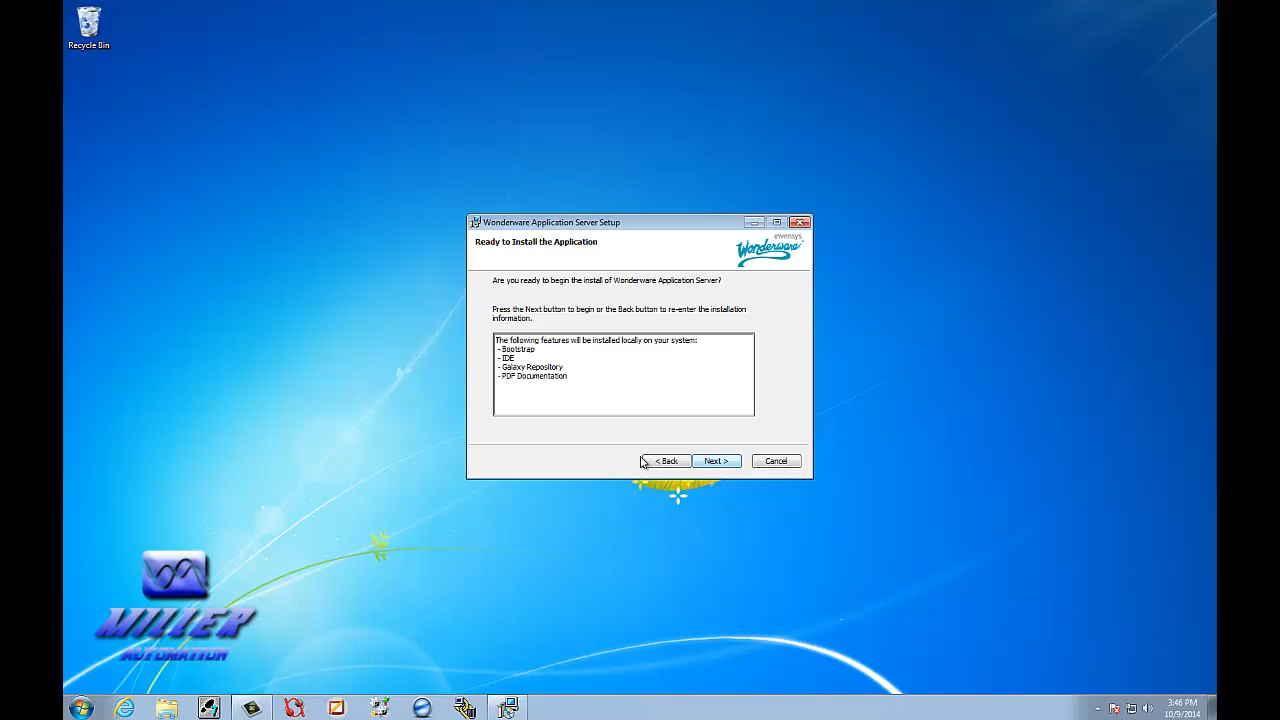 Recycle Bin
Wonderware Application Server Setup
Ready to Install the Application
invensys
Wonderware
Are you ready to begin the install of Wonderware Application Server?
Press the Next button to begin or the Back button to re-enter the installation
information.
The following features will be installed locally on your system:
- Bootstrap
- IDE
- Galaxy Repository
- PDF Documentation
< Back
Next >
Cancel
MILLER
AUTOMATION
3:46 PM
10/9/2014